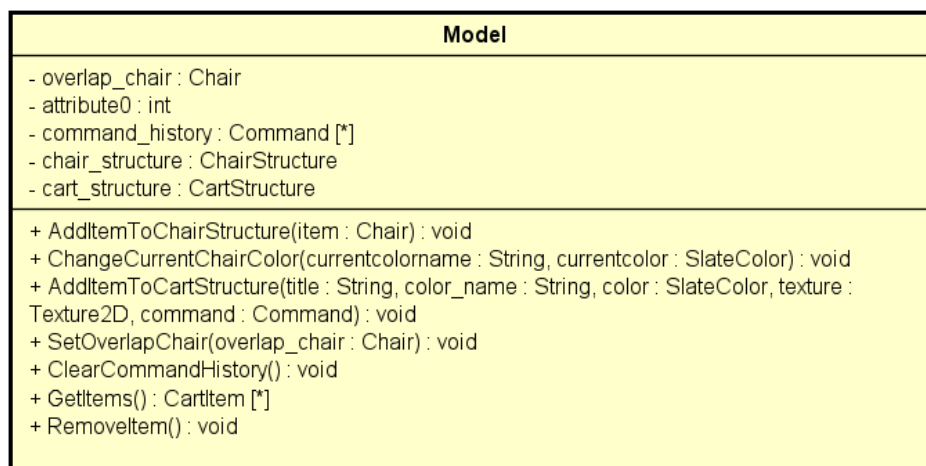 Model
- overlap_chair : Chair
- attribute0 : int
- command_history : Command [*]
- chair_structure : ChairStructure
- cart_structure : CartStructure
+ AddItemToChairStructure(item : Chair) : void
+ ChangeCurrentChairColor(currentcolorname : String, currentcolor : SlateColor) : void
+ AddItemToCartStructure(title : String, color_name : String, color : SlateColor, texture :
Texture2D, command : Command) : void
+ SetOverlapChair(overlap_chair : Chair) : void
+ ClearCommandHistory() : void
+ GetItems() : CartItem [*]
+ RemoveItem() : void